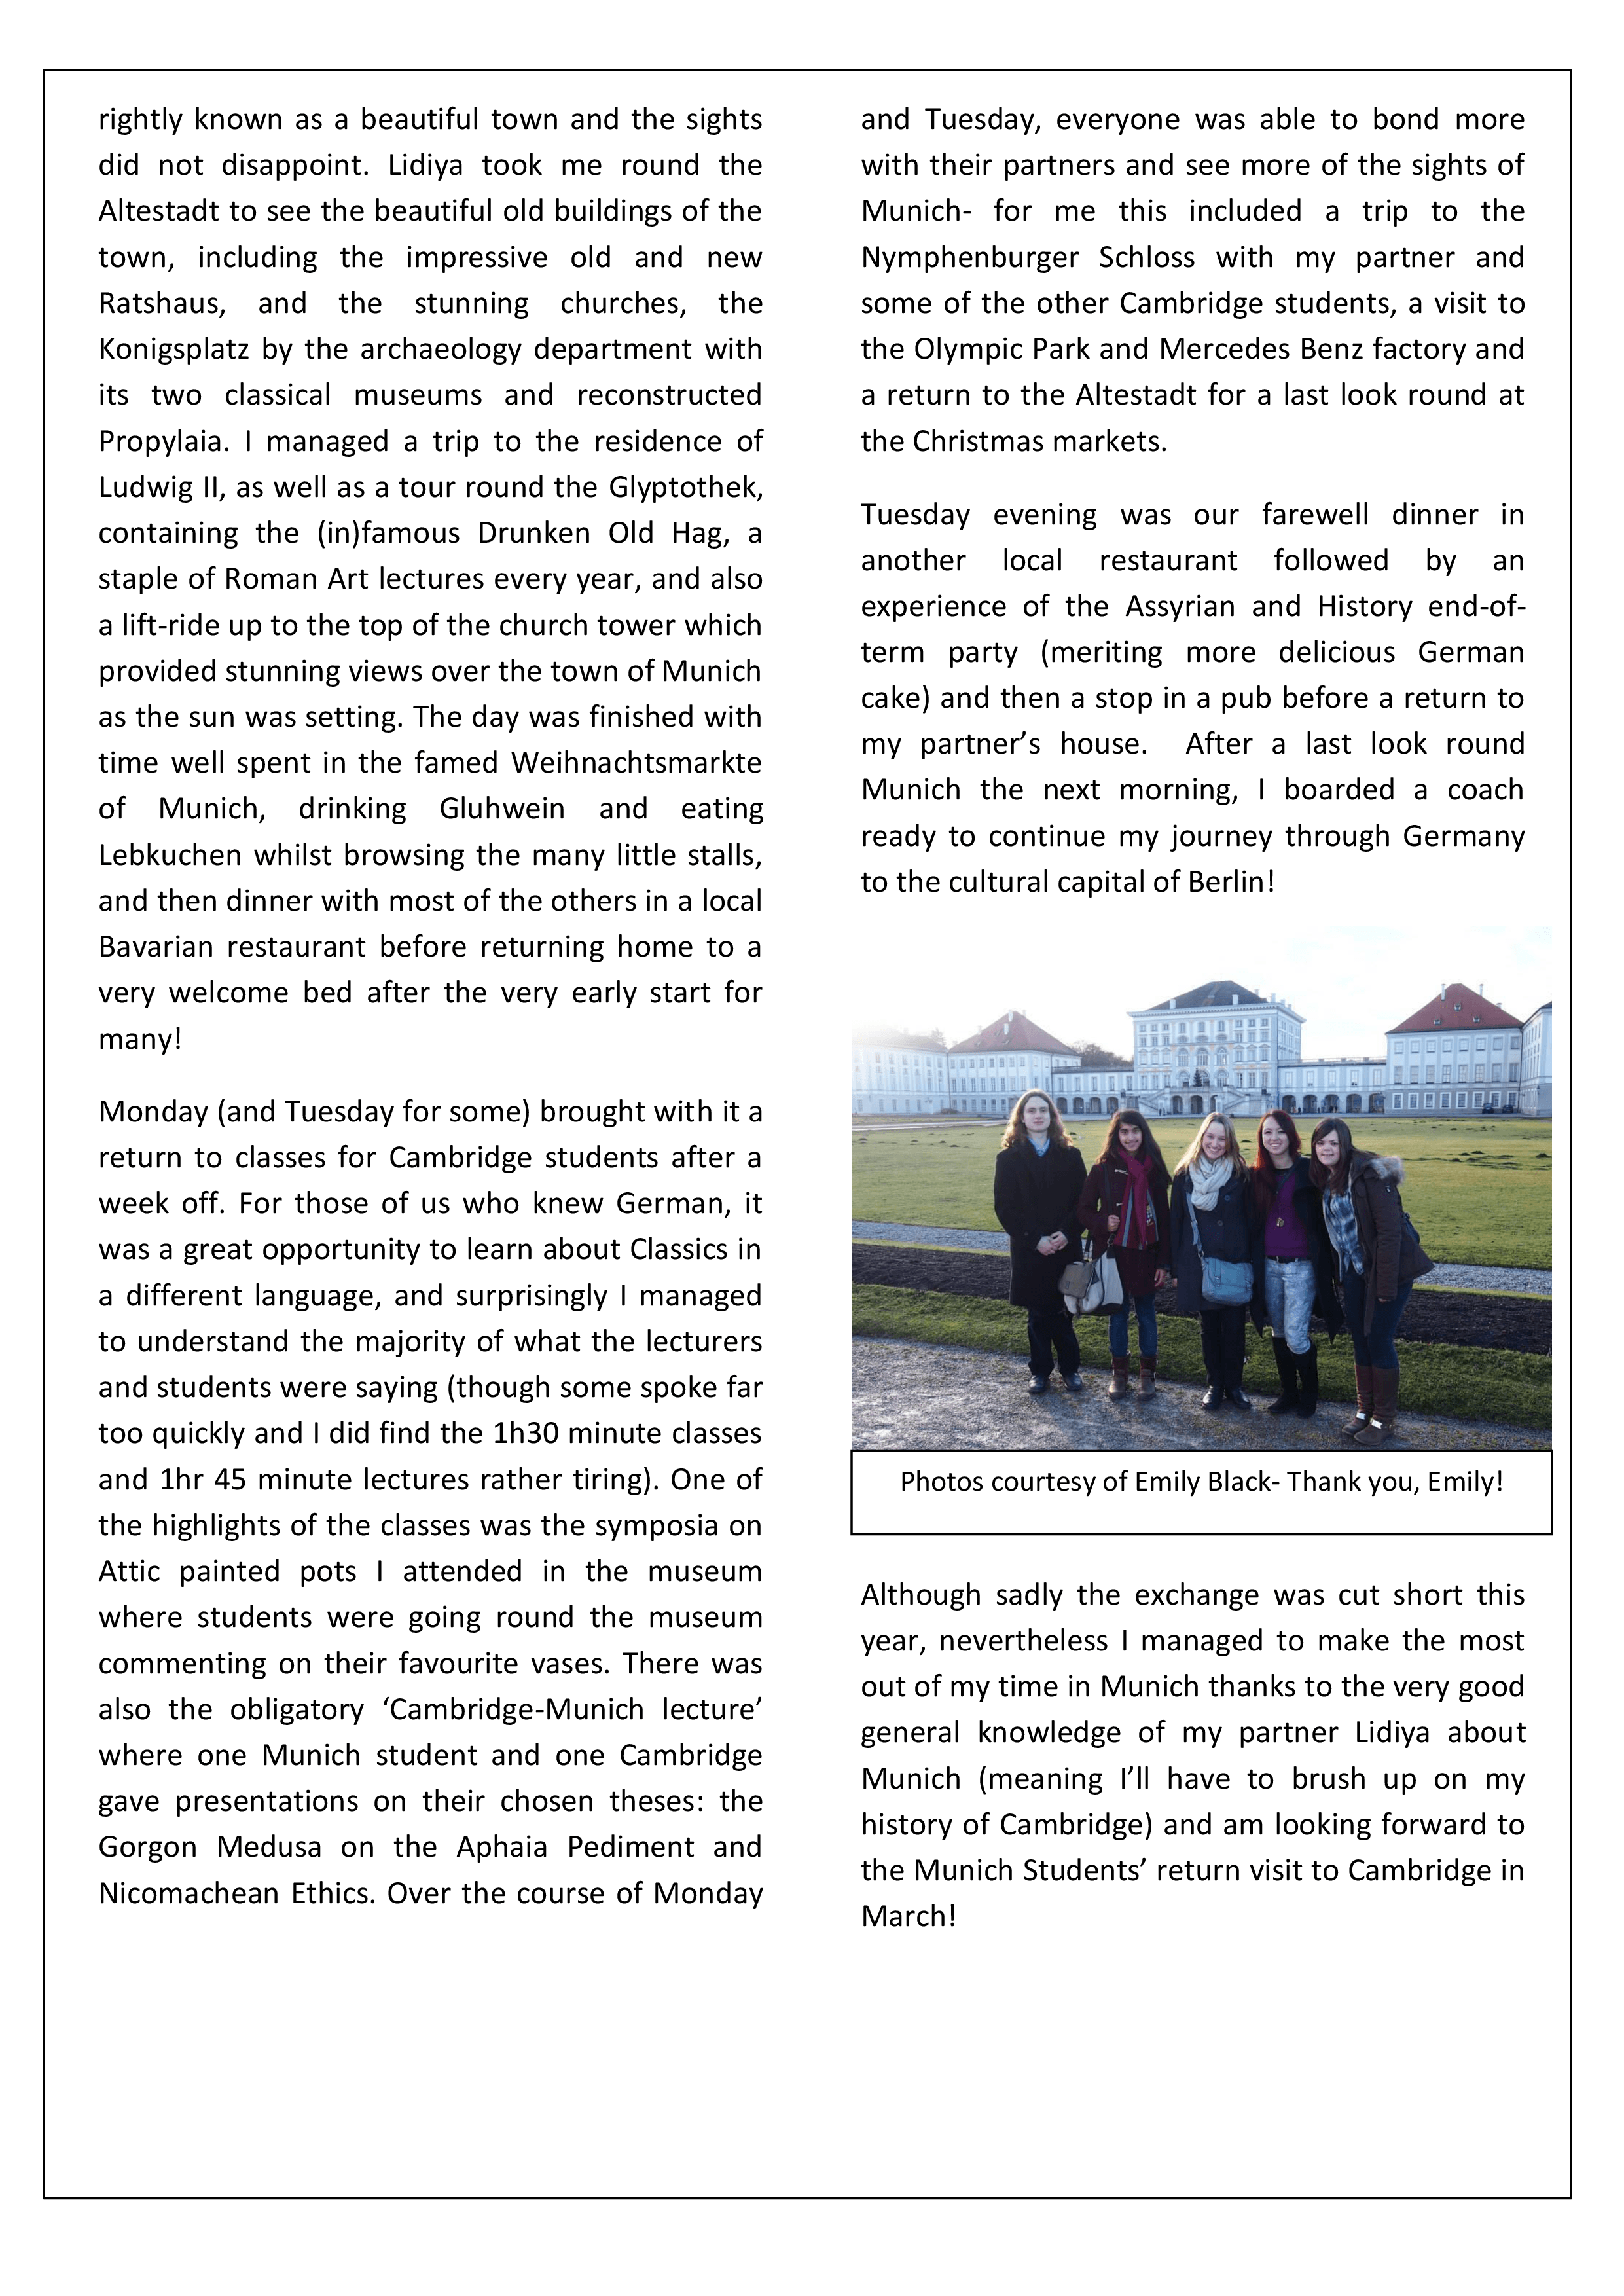 rightly known as a beautiful town and the sights
did not disappoint. Lidiya took me round the
Altestadt to see the beautiful old buildings of the
town, including the impressive old and new
Ratshaus, and the stunning churches, the
Konigsplatz by the archaeology department with
its two classical museums and reconstructed
Propylaia. I managed a trip to the residence of
Ludwig II, as well as a tour round the Glyptothek,
containing the (in)famous Drunken Old Hag, a
staple of Roman Art lectures every year, and also
a lift-ride up to the top of the church tower which
provided stunning views over the town of Munich
as the sun was setting. The day was finished with
time well spent in the famed Weihnachtsmarkte
of Munich, drinking Gluhwein and eating
Lebkuchen whilst browsing the many little stalls,
and then dinner with most of the others in a local
Bavarian restaurant before returning home to a
very welcome bed after the very early start for
many!
Monday (and Tuesday for some) brought with it a
return to classes for Cambridge students after a
week off. For those of us who knew German, it
was a great opportunity to learn about Classics in
a different language, and surprisingly I managed
to understand the majority of what the lecturers
and students were saying (though some spoke far
too quickly and I did find the 1h30 minute classes
and 1hr 45 minute lectures rather tiring). One of
the highlights of the classes was the symposia on
Attic painted pots I attended in the museum
where students were going round the museum
commenting on their favourite vases. There was
also the obligatory ‘Cambridge-Munich lecture’
where one Munich student and one Cambridge
gave presentations on their chosen theses: the
Gorgon Medusa on the Aphaia Pediment and
Nicomachean Ethics. Over the course of Monday
and Tuesday, everyone was able to bond more
with their partners and see more of the sights of
Munich- for me this included a trip to the
Nymphenburger Schloss with my partner and
some of the other Cambridge students, a visit to
the Olympic Park and Mercedes Benz factory and
a return to the Altestadt for a last look round at
the Christmas markets.
Tuesday evening was our farewell dinner in
another local restaurant followed by an
experience of the Assyrian and History end-of-
term party (meriting more delicious German
cake) and then a stop in a pub before a return to
my partner’s house. After a last look round
Munich the next morning, I boarded a coach
ready to continue my journey through Germany
to the cultural capital of Berlin!
Photos courtesy of Emily Black- Thank you, Emily!
Although sadly the exchange was cut short this
year, nevertheless I managed to make the most
out of my time in Munich thanks to the very good
general knowledge of my partner Lidiya about
Munich (meaning I’ll have to brush up on my
history of Cambridge) and am looking forward to
the Munich Students’ return visit to Cambridge in
March!